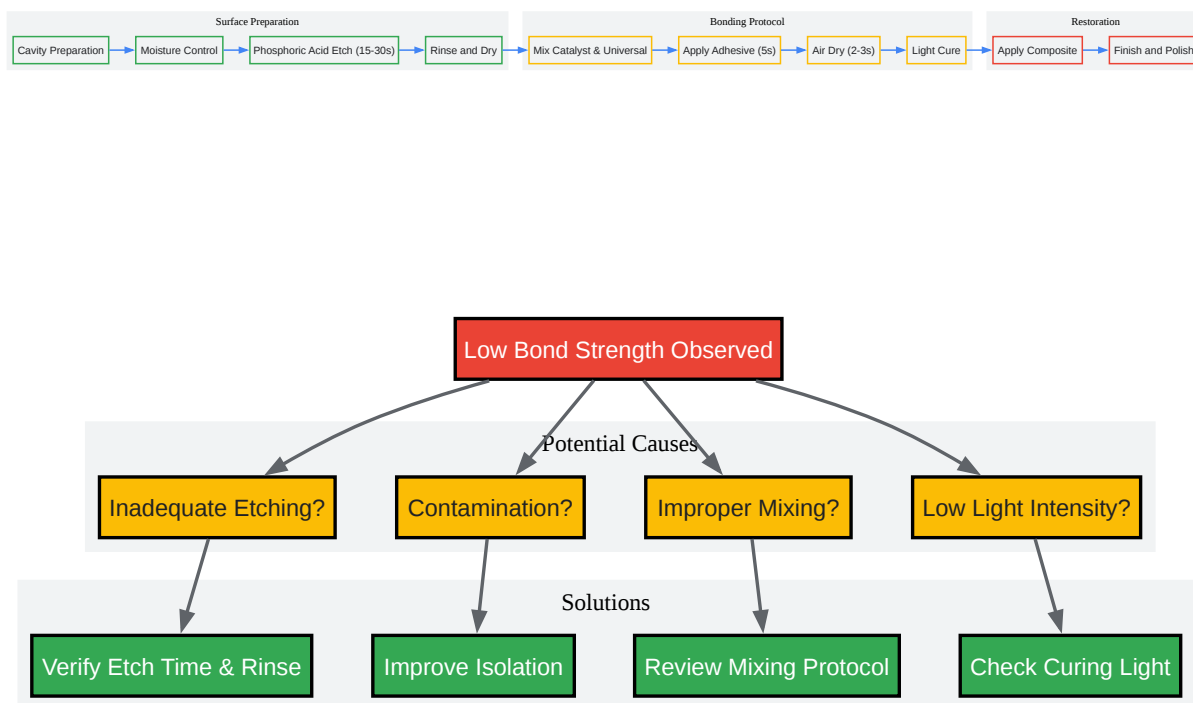 Surface Preparation
Bonding Protocol
Restoration
Cavity Preparation
Moisture Control
Phosphoric Acid Etch (15-30s)
Rinse and Dry
Mix Catalyst & Universal
Apply Adhesive (5s)
Air Dry (2-3s)
Light Cure
Apply Composite
Finish and Polish
Low Bond Strength Observed
Potential Causes
Inadequate Etching?
Contamination?
Improper Mixing?
Low Light Intensity?
Solutions
Verify Etch Time & Rinse
Improve Isolation
Review Mixing Protocol
Check Curing Light